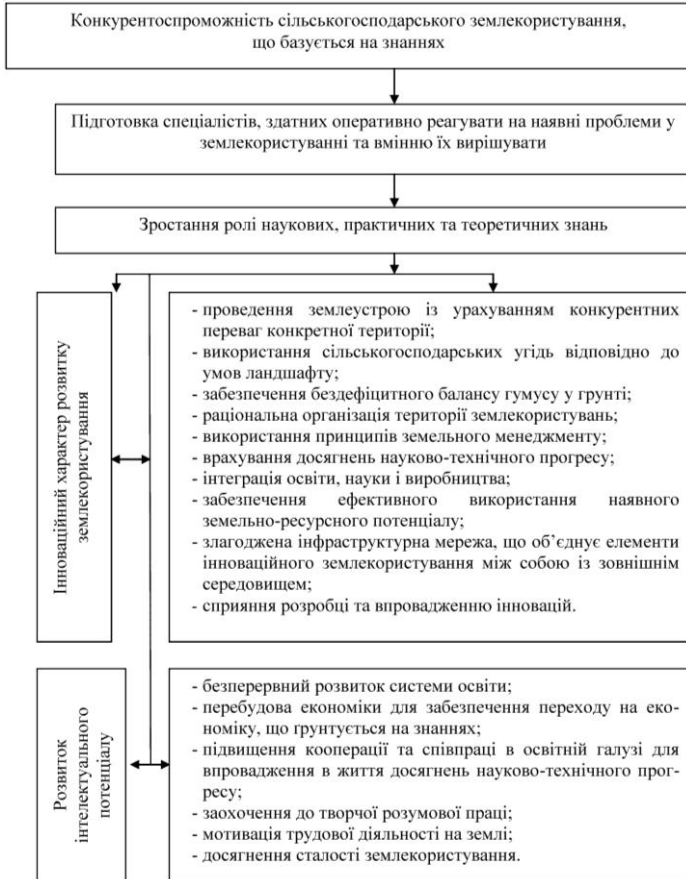 Конкурентоспроможність сільськогосподарського землекористування,
що базується на знаннях
Підготовка спеціалістів, здатних оперативно реагувати на наявні проблеми у
землекористуванні та вмінню їх вирішувати
Зростання ролі наукових, практичних та теоретичних знань
Інноваційний характер розвитку
землекористування
- проведення землеустрою із урахуванням конкурентних
переваг конкретної території;
- використання сільськогосподарських угідь відповідно до
умов ландшафту;
- забезпечення бездефіцитного балансу гумусу у грунті;
- раціональна організація території землекористувань;
- використання принципів земельного менеджменту;
- врахування досягнень науково-технічного прогресу;
- інтеграція освіти, науки і виробництва;
- забезпечення ефективного використання наявного
земельно-ресурсного потенціалу;
- злагоджена інфраструктурна мережа, що об’єднує елементи
інноваційного землекористування між собою із зовнішнім
середовищем;
- сприяння розробці та впровадженню інновацій.
Розвиток
інтелектуального
потенціалу
- безперервний розвиток системи освіти;
- перебудова економіки для забезпечення переходу на еко-
номіку, що ґрунтується на знаннях;
- підвищення кооперації та співпраці в освітній галузі для
впровадження в життя досягнень науково-технічного прог-
ресу;
- заохочення до творчої розумової праці;
- мотивація трудової діяльності на землі;
- досягнення сталості землекористування.